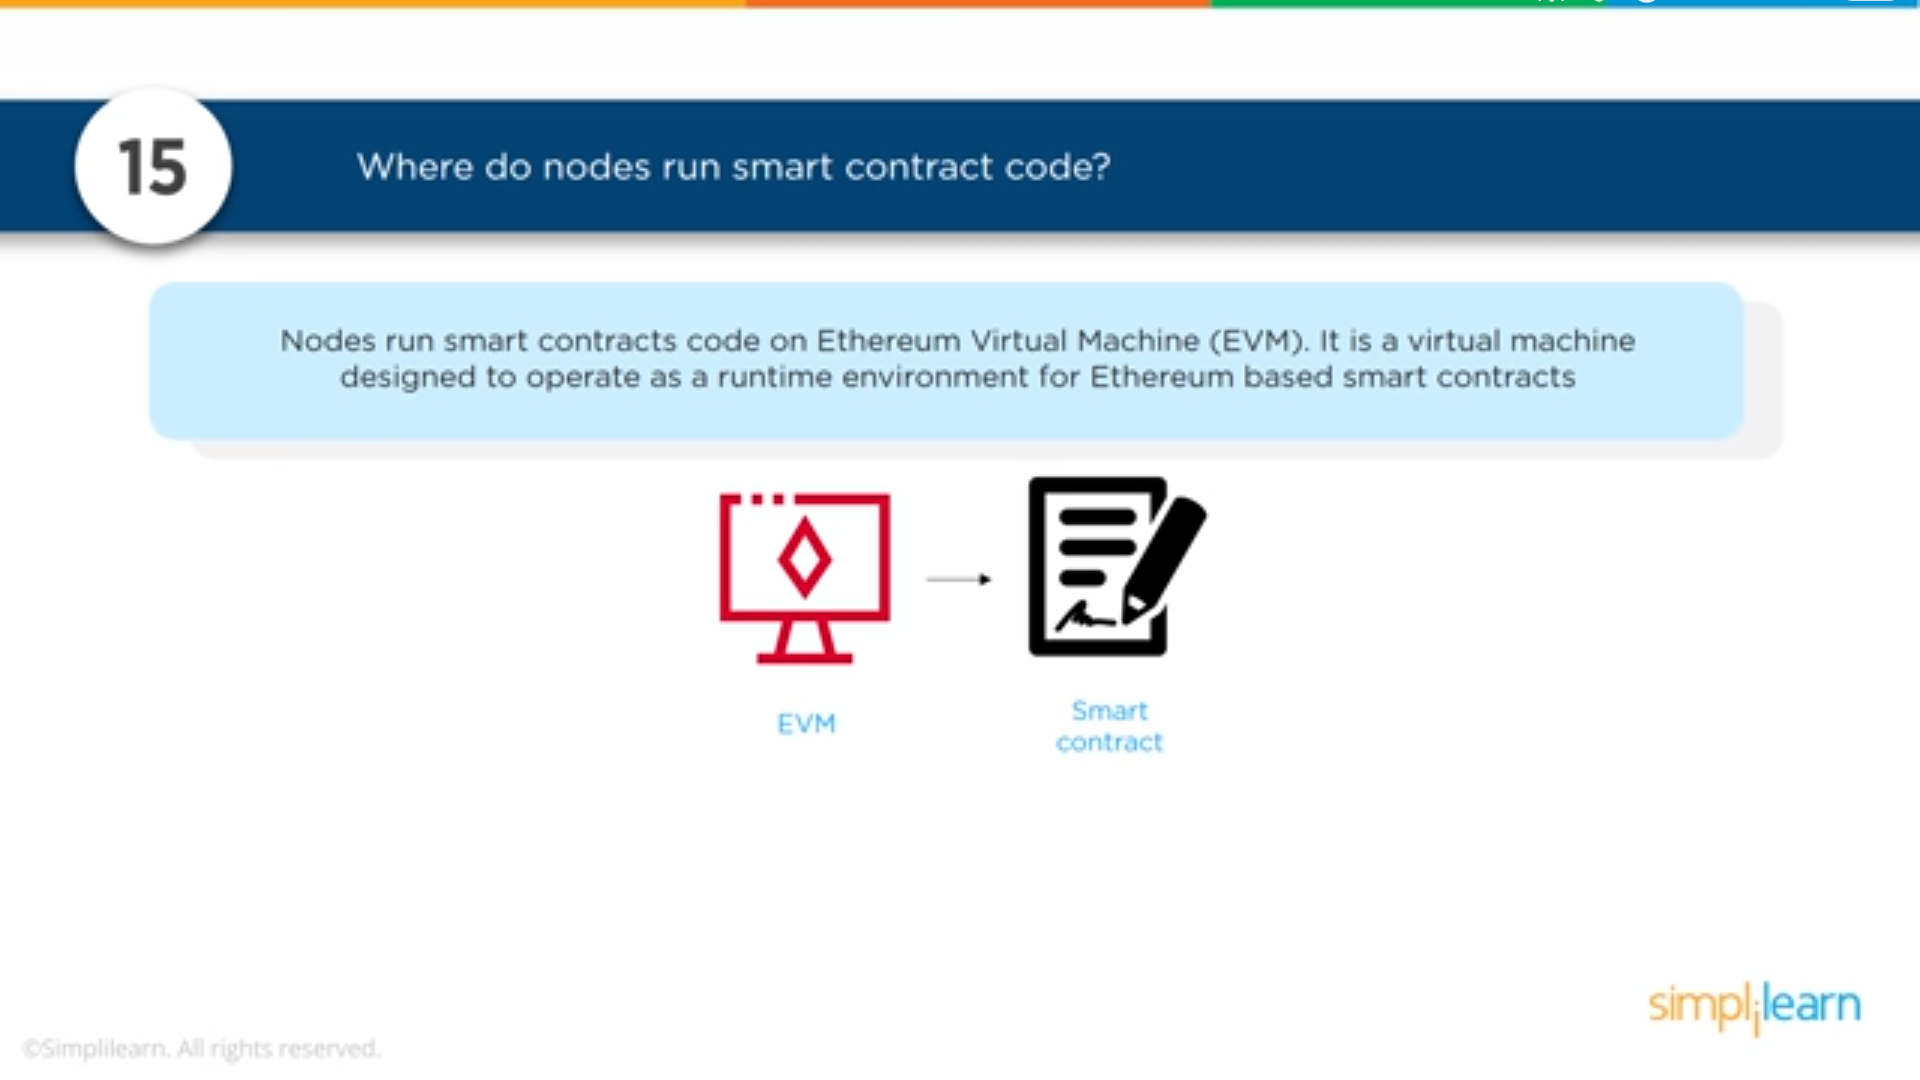 15
Where do nodes run smart contract code?
Nodes run smart contracts code on Ethereum Virtual Machine (EVM). It is a virtual machine
designed to operate as a runtime environment for Ethereum based smart contracts
EVM
Smart
contract
simplilearn
©Simplilearn. All rights reserved.